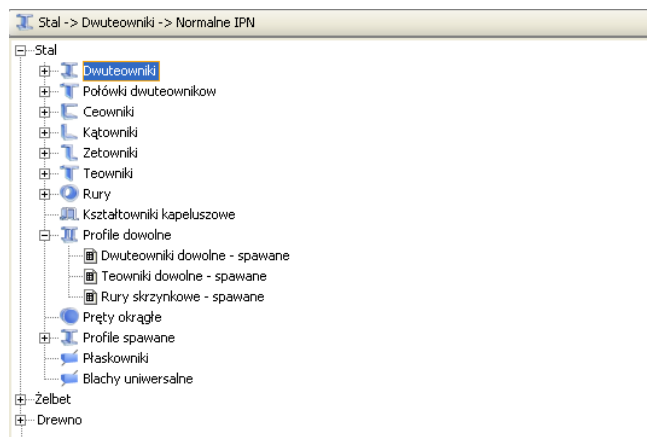 Stal -> Dwuteowniki -> Normalne IPN
Stal
Dwuteowniki
Połówki dwuteownikow
Ceowniki
Kątowniki
Zetowniki
Teowniki
Rury
Kształtowniki kapeluszowe
Profile dowolne
Dwuteowniki dowolne - spawane
Teowniki dowolne - spawane
Rury skrzynkowe - spawane
Pręty okrągłe
Profile spawane
Płaskowniki
Blachy uniwersalne
Żelbet
Drewno